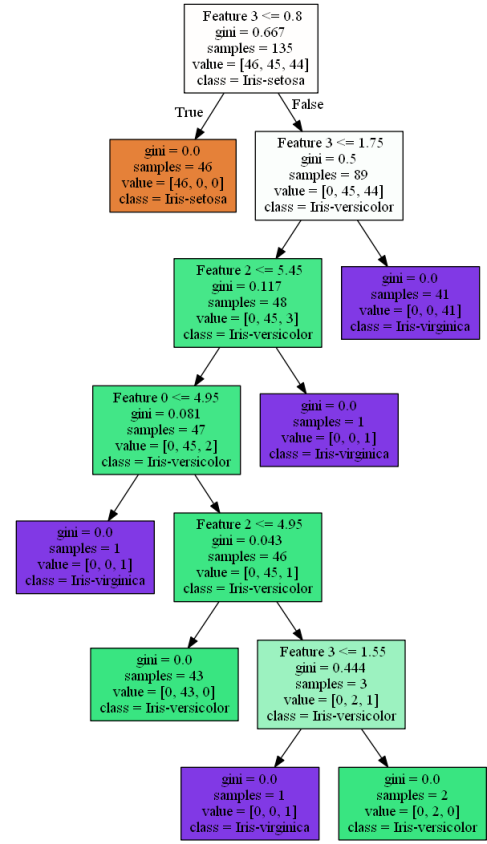 Feature 3 <= 0.8
gini = 0.667
samples = 135
value = [46, 45, 44]
class = Iris-setosa
True
False
gini = 0.0
samples = 46
value = [46, 0, 0]
class = Iris-setosa
Feature 3 <= 1.75
gini = 0.5
samples = 89
value = [0, 45, 44]
class = Iris-versicolor
Feature 2 <= 5.45
gini = 0.117
samples = 48
value = [0, 45, 3]
class = Iris-versicolor
gini = 0.0
samples = 41
value = [0, 0, 41]
class = Iris-virginica
Feature 0 <= 4.95
gini = 0.081
samples = 47
value = [0, 45, 2]
class = Iris-versicolor
gini = 0.0
samples = 1
value = [0, 0, 1]
class = Iris-virginica
gini = 0.0
samples = 1
value = [0, 0, 1]
class = Iris-virginica
Feature 2 <= 4.95
gini = 0.043
samples = 46
value = [0, 45, 1]
class = Iris-versicolor
gini = 0.0
samples = 43
value = [0, 43, 0]
class = Iris-versicolor
Feature 3 <= 1.55
gini = 0.444
samples = 3
value = [0, 2, 1]
class = Iris-versicolor
gini = 0.0
samples = 1
value = [0, 0, 1]
class = Iris-virginica
gini = 0.0
samples = 2
value = [0, 2, 0]
class = Iris-versicolor